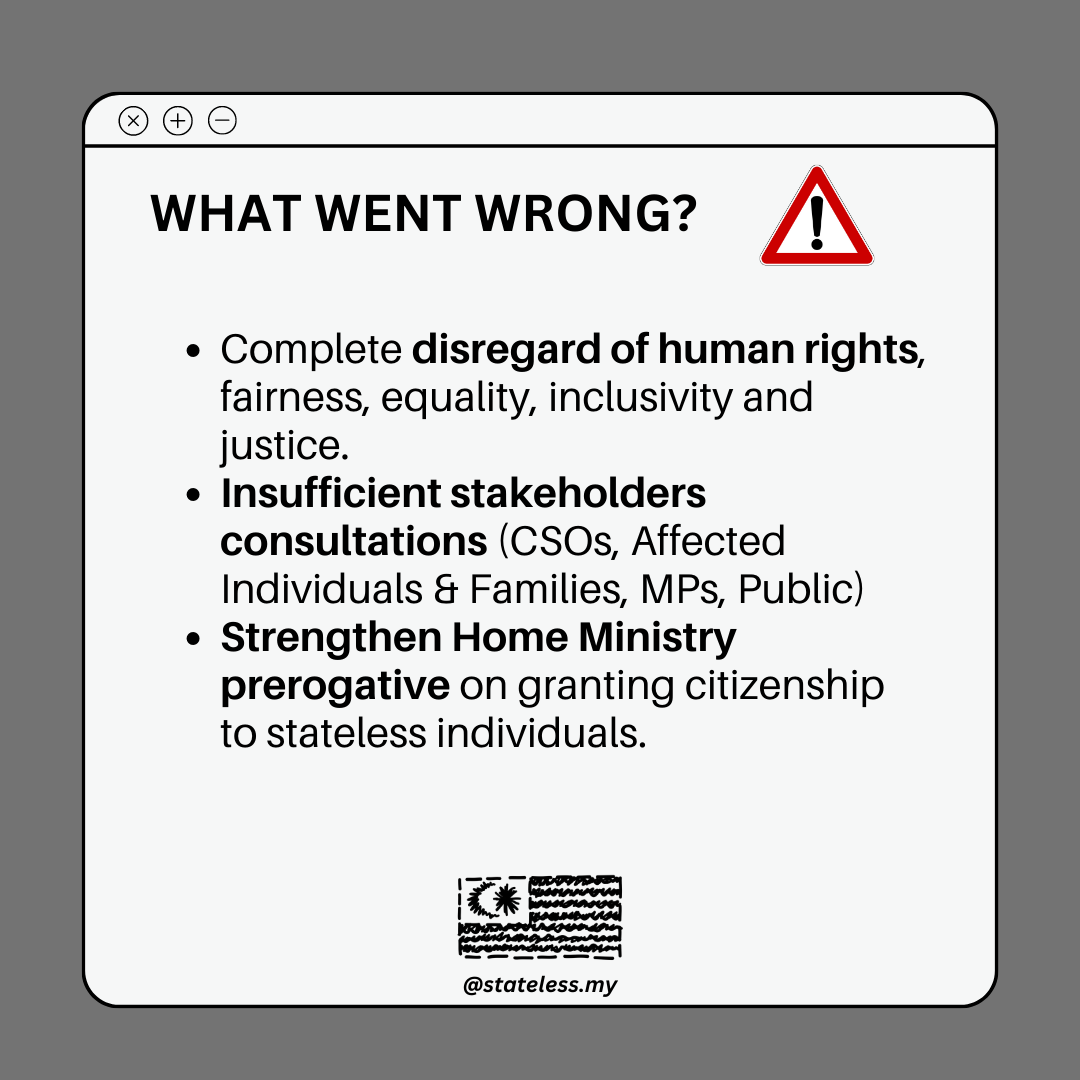 WHAT WENT WRONG?
• Complete disregard of human rights,
fairness, equality, inclusivity and
justice.
• Insufficient stakeholders
consultations (CSOs, Affected
Individuals & Families, MPs, Public)
• Strengthen Home Ministry
prerogative on granting citizenship
to stateless individuals.
@stateless.my